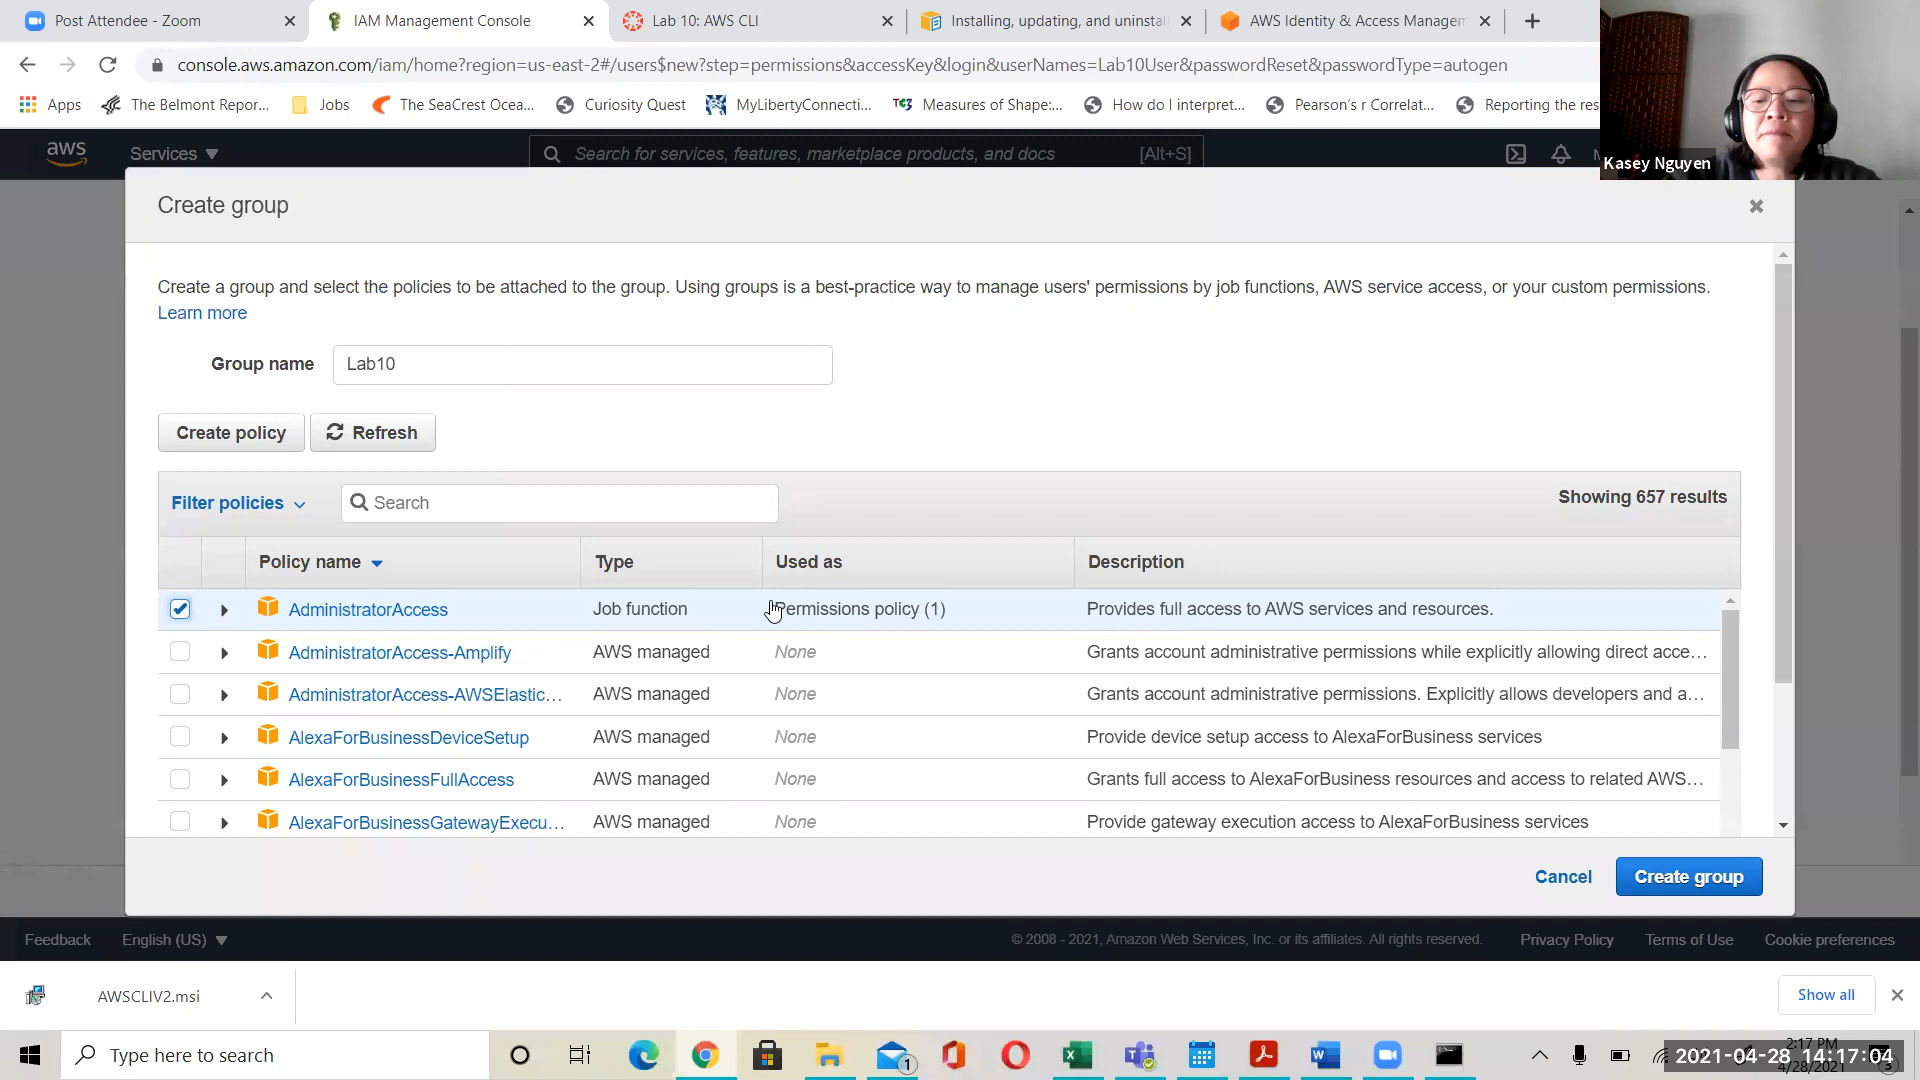 Post Attendee - Zoom
IAM Management Console
Lab 10: AWS CLI
Installing, updating, and uninstal
AWS Identity & Access Managem
console.aws.amazon.com/iam/home?region=us-east-2#/users$new?step=permissions&accessKey&login&userNames=Lab10User&passwordReset&passwordType=autogen
Apps
The Belmont Repor...
Jobs
The SeaCrest Ocea...
Curiosity Quest
MyLibertyConnecti...
Measures of Shape:...
How do I interpret...
Pearson's r Correlat...
Reporting the res
aws
Services
Search for services, features, marketplace products, and docs
[Alt+S]
Kasey Nguyen
Create group
Create a group and select the policies to be attached to the group. Using groups is a best-practice way to manage users' permissions by job functions, AWS service access, or your custom permissions.
Learn more
Group name
Lab10
Create policy
Refresh
Filter policies
Search
Showing 657 results
Policy name
Type
Used as
Description
AdministratorAccess
Job function
Permissions policy (1)
Provides full access to AWS services and resources.
AdministratorAccess-Amplify
AWS managed
None
Grants account administrative permissions while explicitly allowing direct acce...
AdministratorAccess-AWSElastic...
AWS managed
None
Grants account administrative permissions. Explicitly allows developers and a...
AlexaForBusinessDeviceSetup
AWS managed
None
Provide device setup access to AlexaForBusiness services
AlexaForBusinessFullAccess
AWS managed
None
Grants full access to AlexaForBusiness resources and access to related AWS...
AlexaForBusinessGatewayExecu...
AWS managed
None
Provide gateway execution access to AlexaForBusiness services
Cancel
Create group
Feedback
English (US)
© 2008 - 2021, Amazon Web Services, Inc. or its affiliates. All rights reserved.
Privacy Policy
Terms of Use
Cookie preferences
AWSCLIV2.msi
Show all
Type here to search
1
2:17 PM
2021-04-28 14:17:04
4/28/2021